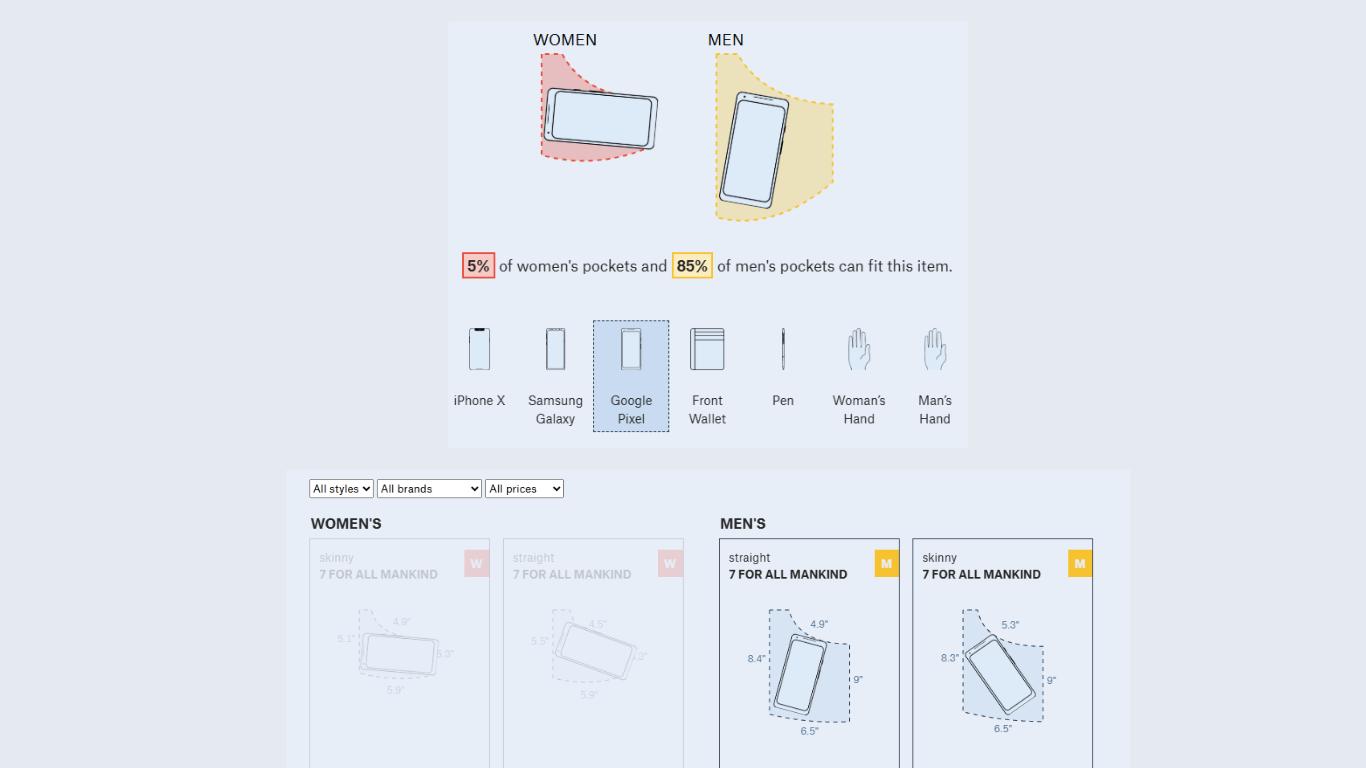 WOMEN
MEN
5% of women's pockets and 85% of men's pockets can fit this item.
iPhone X
Samsung Galaxy
Google Pixel
Front Wallet
Pen
Woman's Hand
Man's Hand
All styles
All brands
All prices
WOMEN'S
MEN'S
skinny
7 FOR ALL MANKIND
W
4.9"
5.1"
5.3"
5.9"
straight
7 FOR ALL MANKIND
W
4.5"
5.5"
5.9"
straight
7 FOR ALL MANKIND
M
4.9"
8.4"
9"
6.5"
skinny
7 FOR ALL MANKIND
M
5.3"
8.3"
9"
6.5"